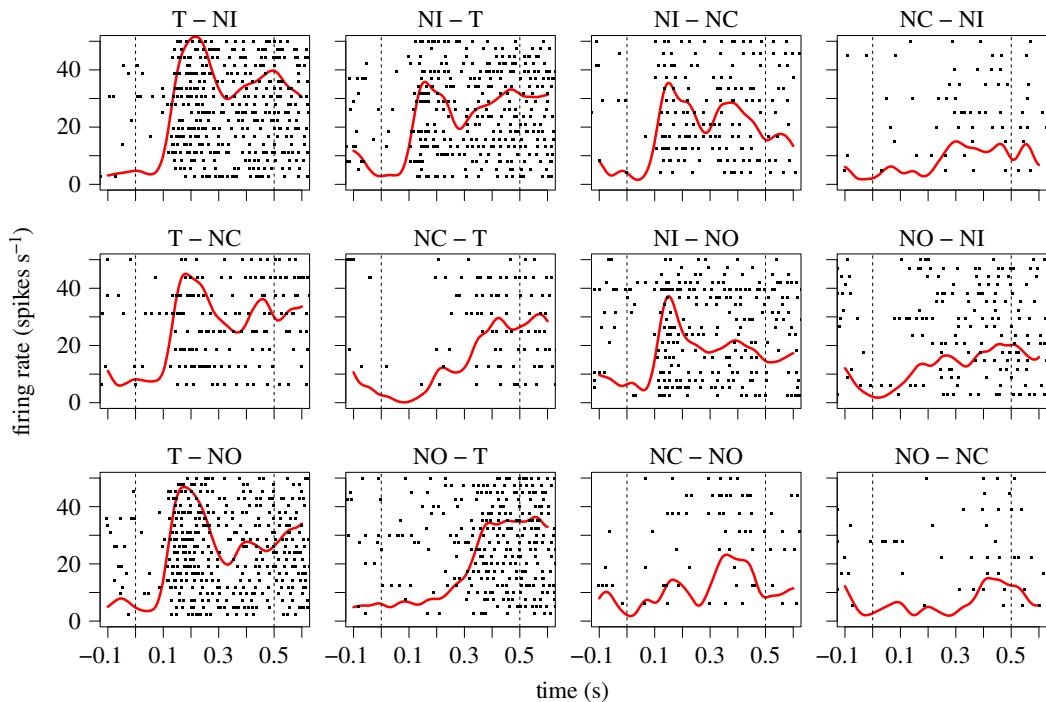 T – NI
NI – T
NI – NC
NC – NI
40
20
0
T – NC
NC – T
NI – NO
NO – NI
40
20
0
firing rate (spikes s⁻¹)
T – NO
NO – T
NC – NO
NO – NC
40
20
0
−0.1 0.1 0.3 0.5
−0.1 0.1 0.3 0.5
−0.1 0.1 0.3 0.5
−0.1 0.1 0.3 0.5
time (s)